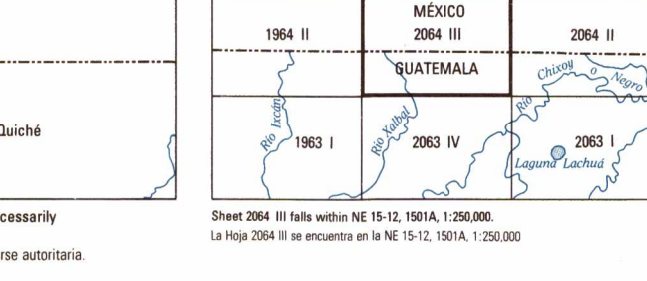 MÉXICO
1964 II
2064 III
2064 II
GUATEMALA
Río Chixoy o Negro
Quiché
Río Ixcán
1963 I
Río Xalbal
2063 IV
2063 I
Laguna Lachuá
cessarily
Sheet 2064 III falls within NE 15-12, 1501A, 1:250,000.
La Hoja 2064 III se encuentra en la NE 15-12, 1501A, 1:250,000
rse autoritaria.